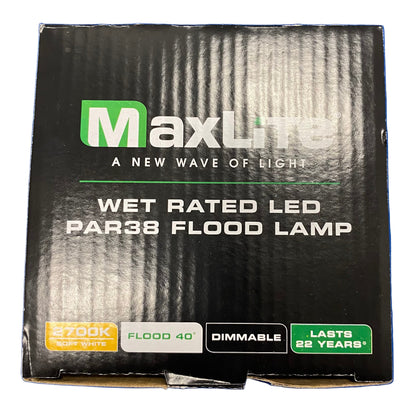 MAXLITE®
A NEW WAVE OF LIGHT
WET RATED LED
PAR38 FLOOD LAMP
2700K
SOFT WHITE
FLOOD 40°
DIMMABLE
LASTS
22 YEARS*